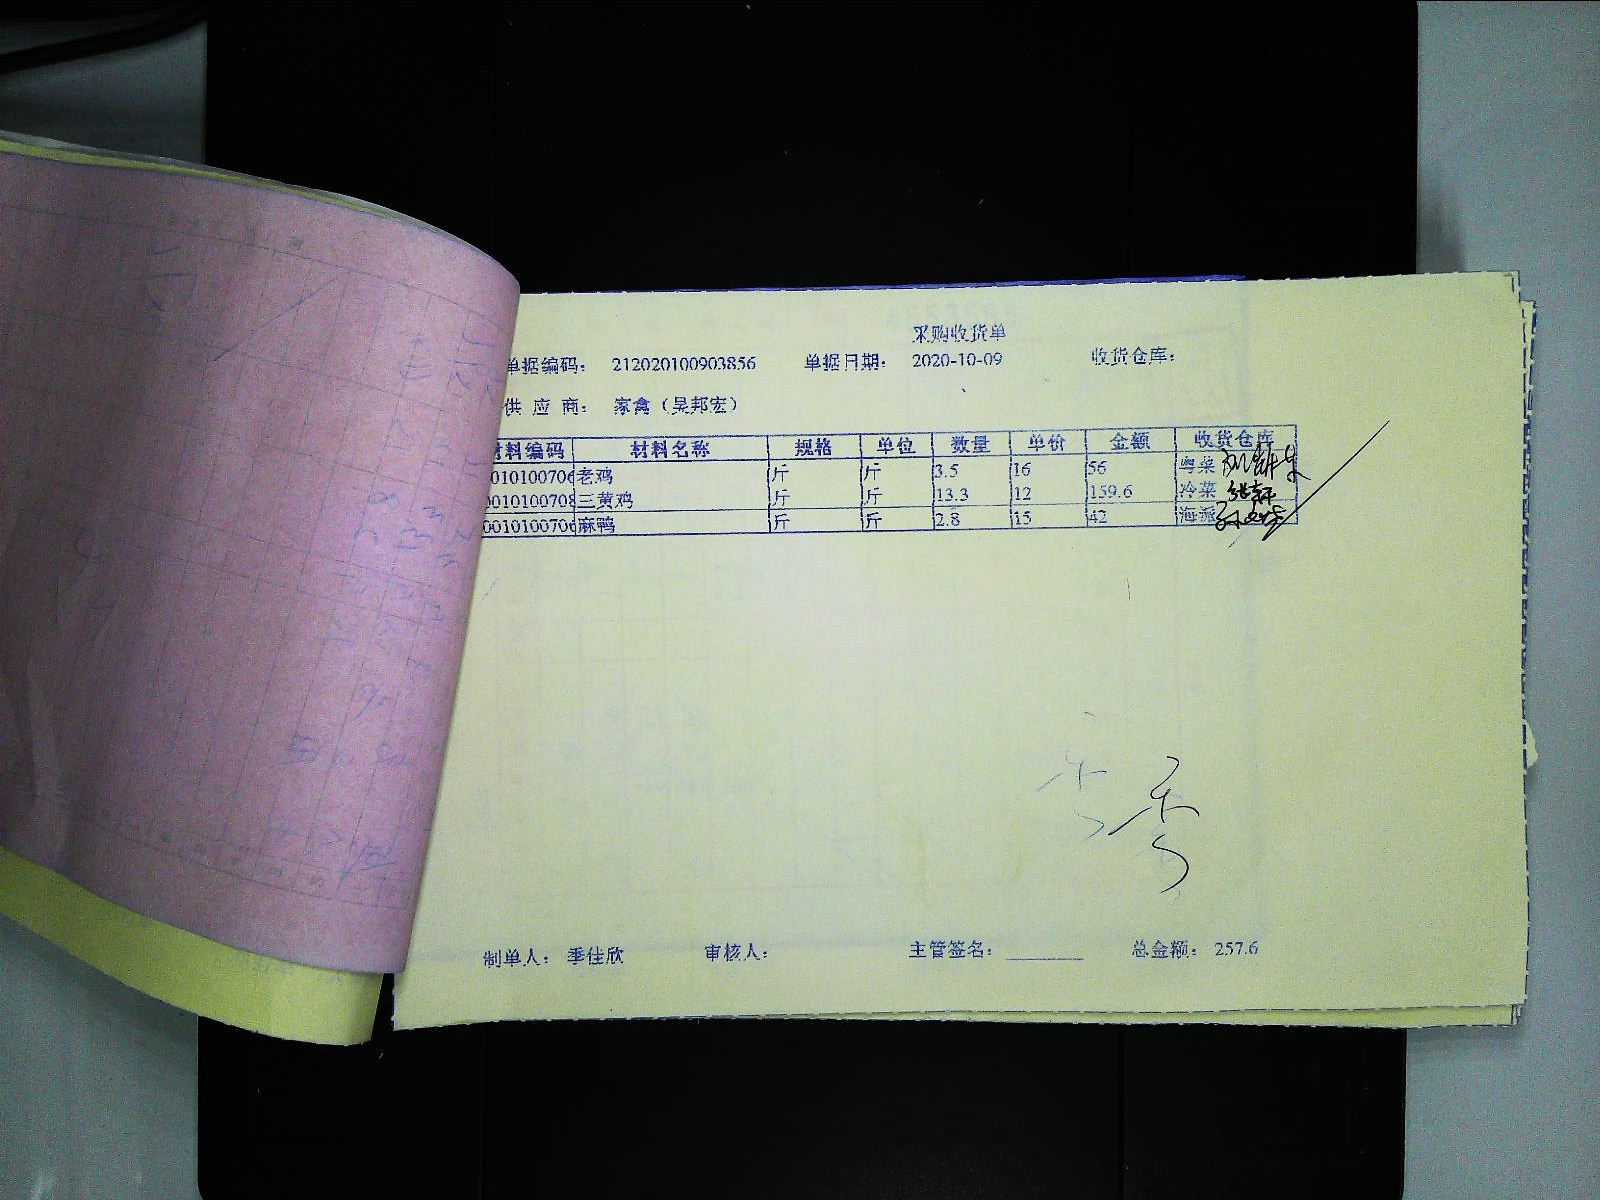 采购收货单
单据编码： 212020100903856 单据日期： 2020-10-09 收货仓库：
供 应 商： 家禽（吴邦宏）
材料编码 材料名称 规格 单位 数量 单价 金额 收货仓库
0010100706 老鸡 斤 斤 3.5 16 56 粤菜
0010100708 三黄鸡 斤 斤 13.3 12 159.6 冷菜
0010100706 麻鸭 斤 斤 2.8 15 42 海派
制单人： 季佳欣 审核人： 主管签名： 总金额： 257.6